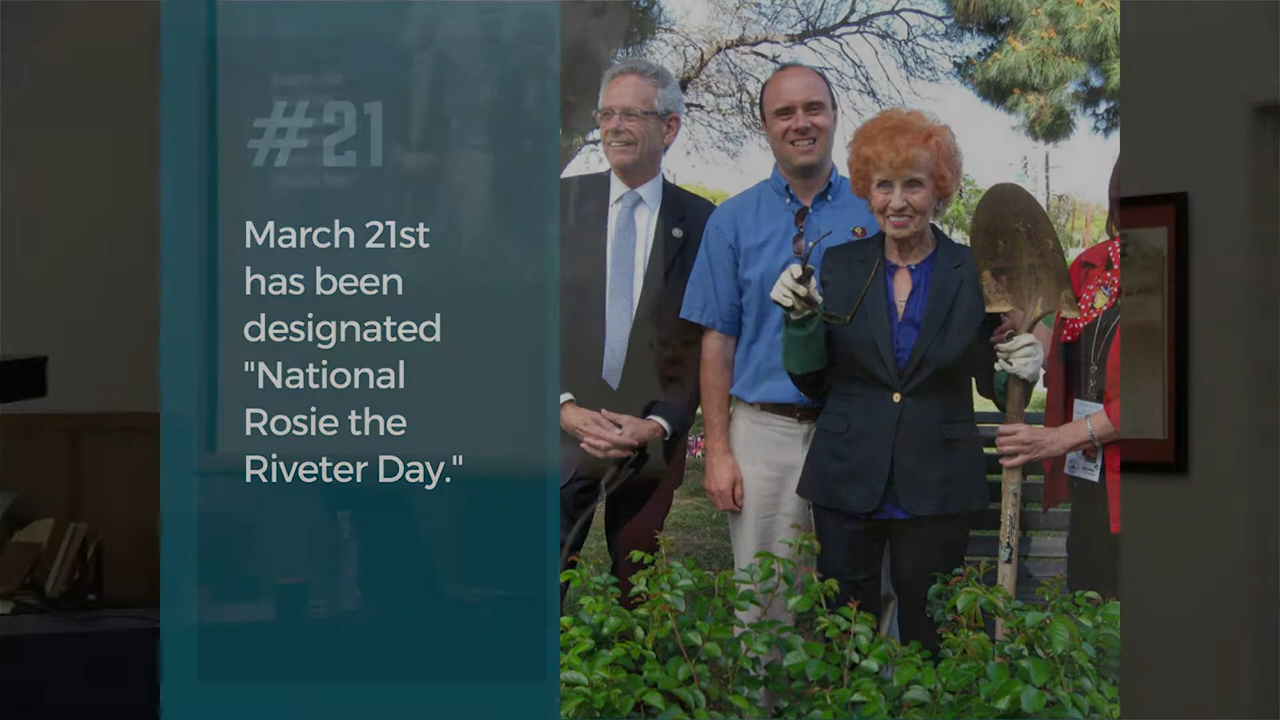 #21
March 21st
has been
designated
"National
Rosie the
Riveter Day."